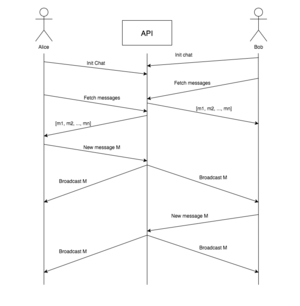 API
Alice
Bob
Init chat
init Chat
Fetch messages
Fetch messages
[m1, m2, ..., mn]
[m1, m2, ..., mn]
New message M
Broadcast M
Broadcast M
New message M
Broadcast M
Broadcast M